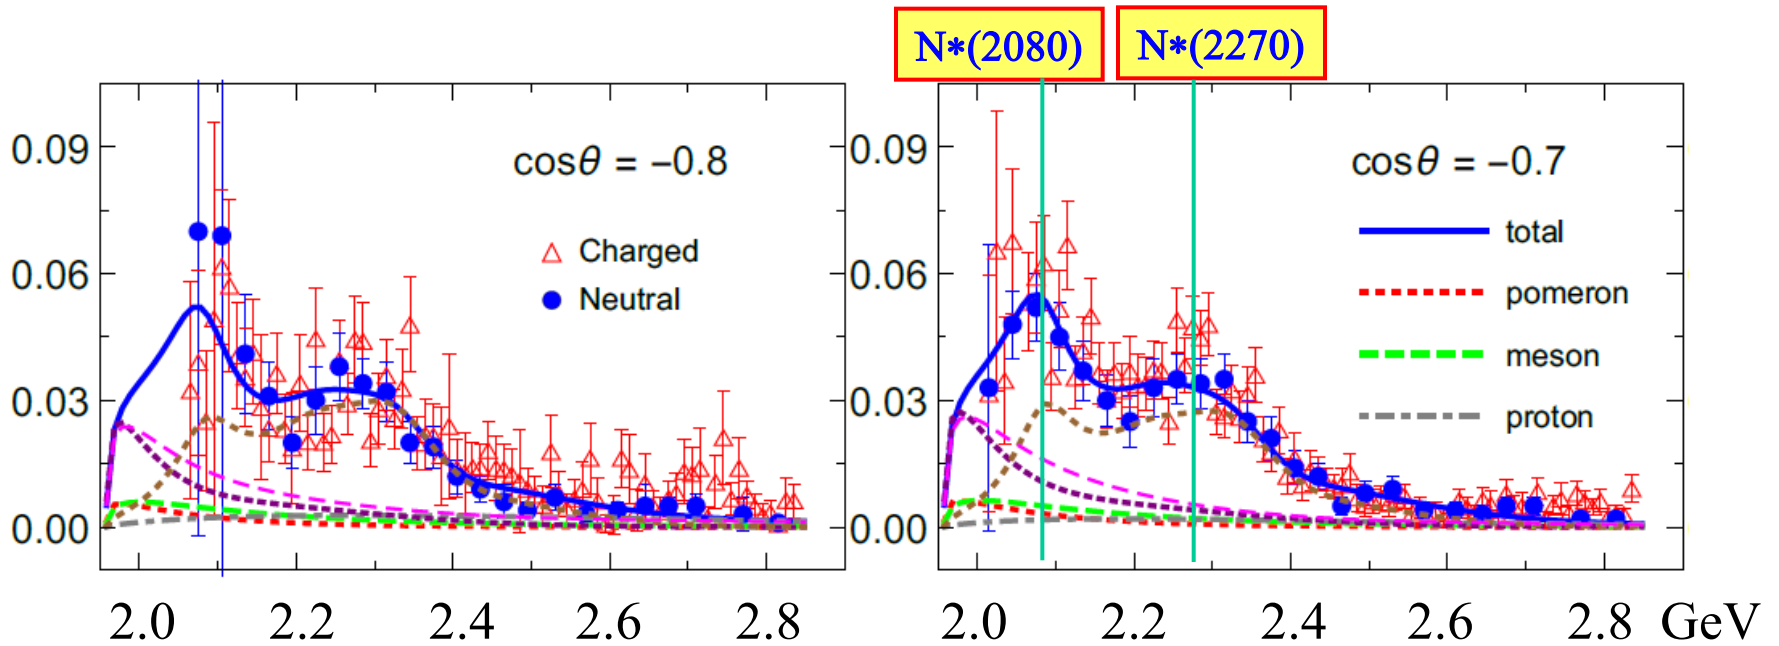 N*(2080) N*(2270)
0.09
0.06
0.03
0.00
cosθ = −0.8
Charged
Neutral
2.0 2.2 2.4 2.6 2.8
0.09
0.06
0.03
0.00
cosθ = −0.7
total
pomeron
meson
proton
2.0 2.2 2.4 2.6 2.8 GeV